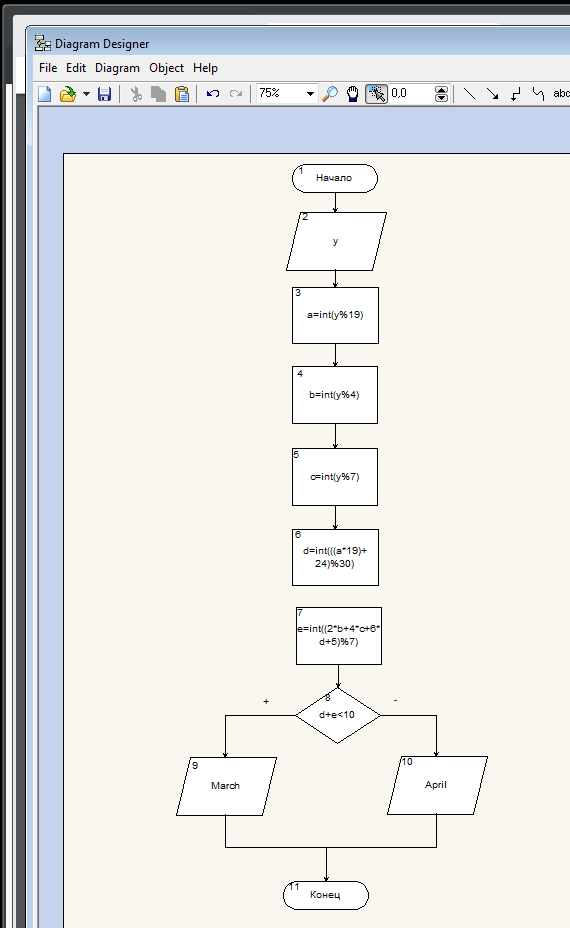 Diagram Designer
File Edit Diagram Object Help
75% 0,0 abc
1
Начало
2
y
3
a=int(y%19)
4
b=int(y%4)
5
c=int(y%7)
6
d=int(((a*19)+
24)%30)
7
e=int((2*b+4*c+6*
d+5)%7)
8
d+e<10
+ -
9
March
10
April
11
Конец